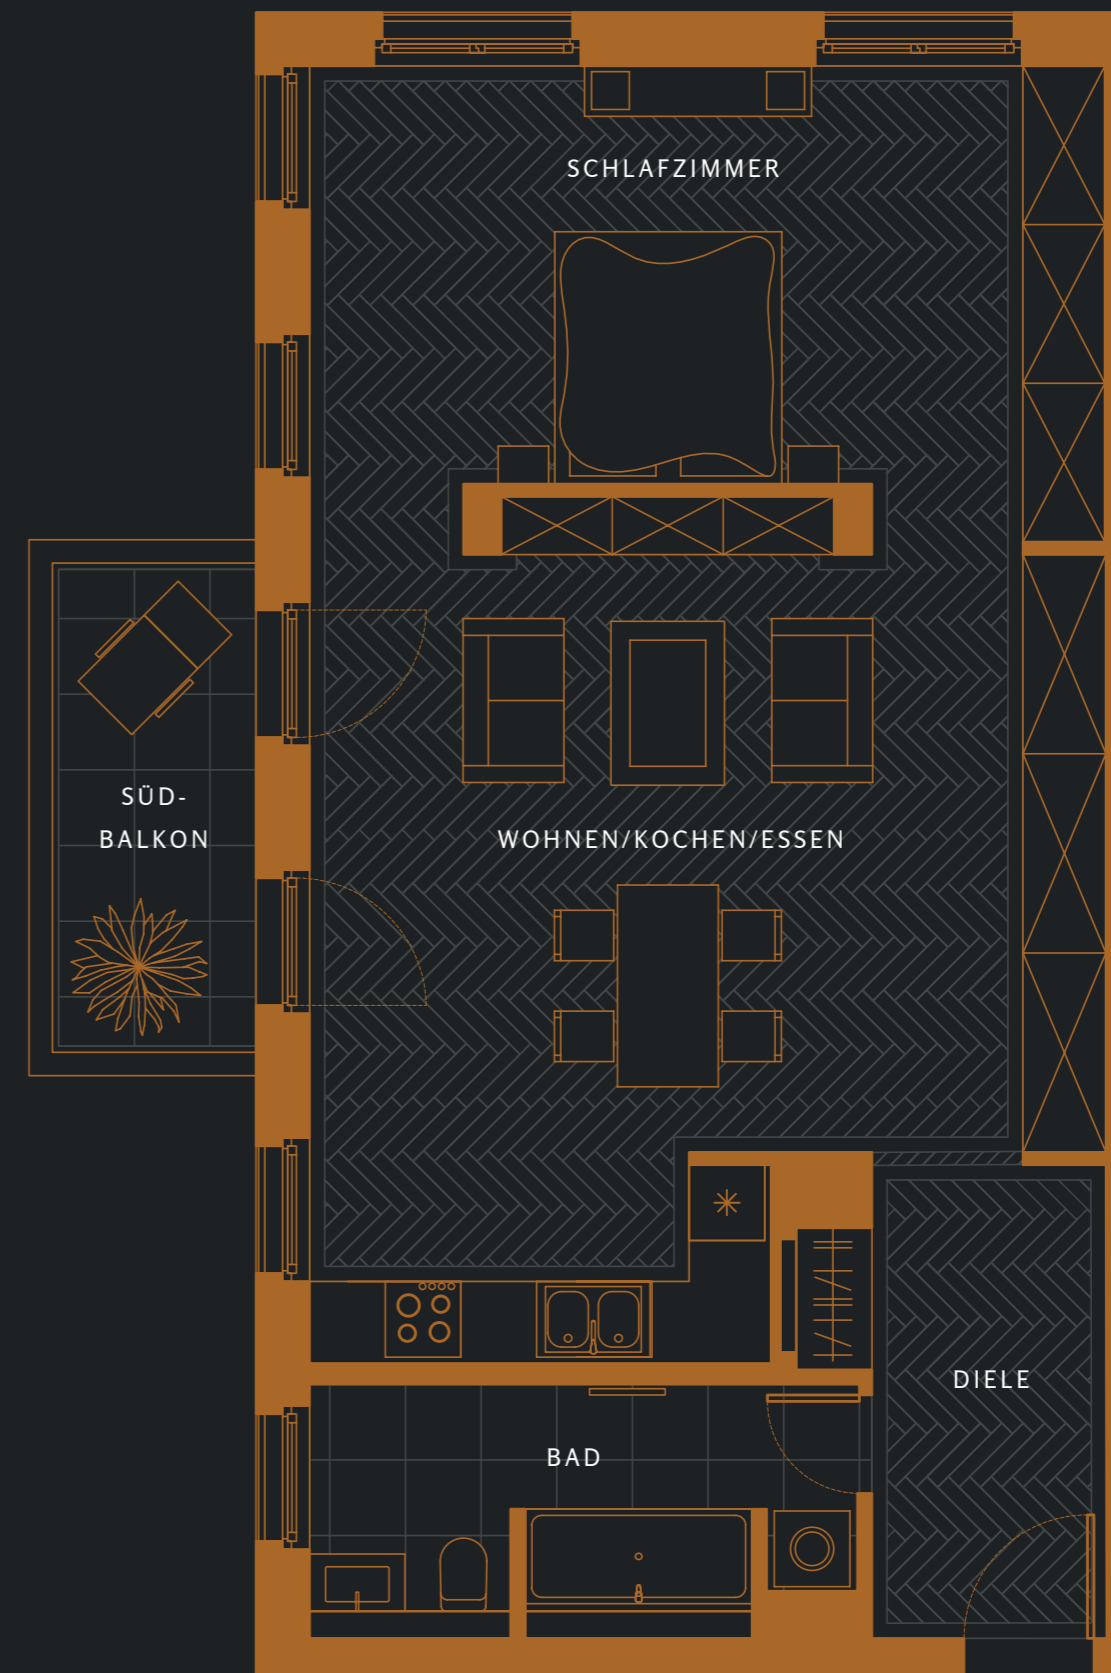 SCHLAFZIMMER
SÜD-
BALKON
WOHNEN/KOCHEN/ESSEN
DIELE
BAD